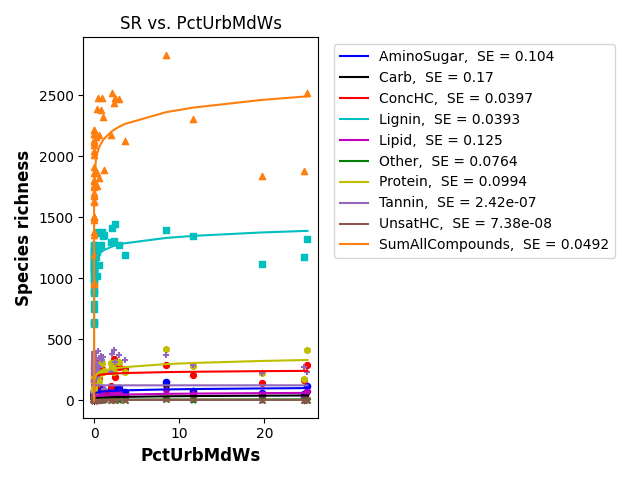 SR vs. PctUrbMdWs
Species richness
2500
2000
1500
1000
500
0
0
10
20
PctUrbMdWs
AminoSugar,  SE = 0.104
Carb,  SE = 0.17
ConcHC,  SE = 0.0397
Lignin,  SE = 0.0393
Lipid,  SE = 0.125
Other,  SE = 0.0764
Protein,  SE = 0.0994
Tannin,  SE = 2.42e-07
UnsatHC,  SE = 7.38e-08
SumAllCompounds,  SE = 0.0492